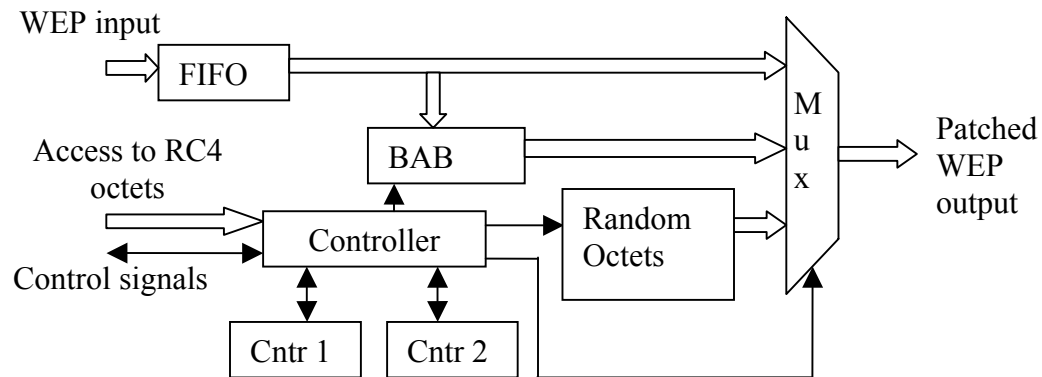 WEP input
FIFO
BAB
Access to RC4
octets
Controller
Control signals
Cntr 1
Cntr 2
Random
Octets
M
u
x
Patched
WEP
output